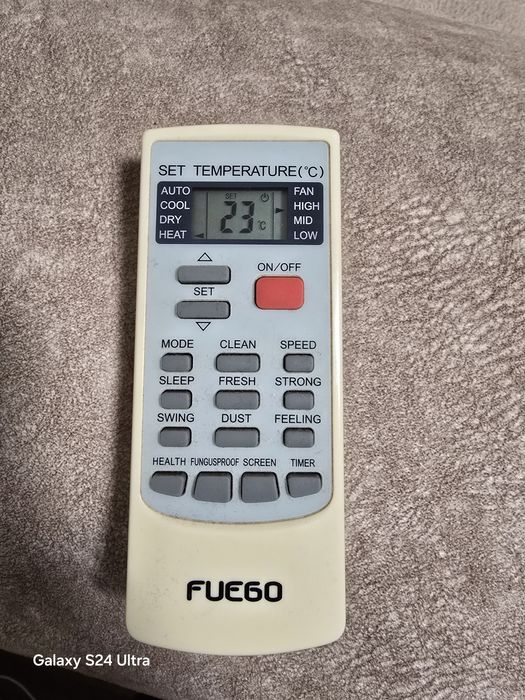 SET TEMPERATURE(°C)
AUTO
COOL
DRY
HEAT
SET
23 °C
FAN
HIGH
MID
LOW
ON/OFF
SET
MODE CLEAN SPEED
SLEEP FRESH STRONG
SWING DUST FEELING
HEALTH FUNGUSPROOF SCREEN TIMER
FUEGO
Galaxy S24 Ultra